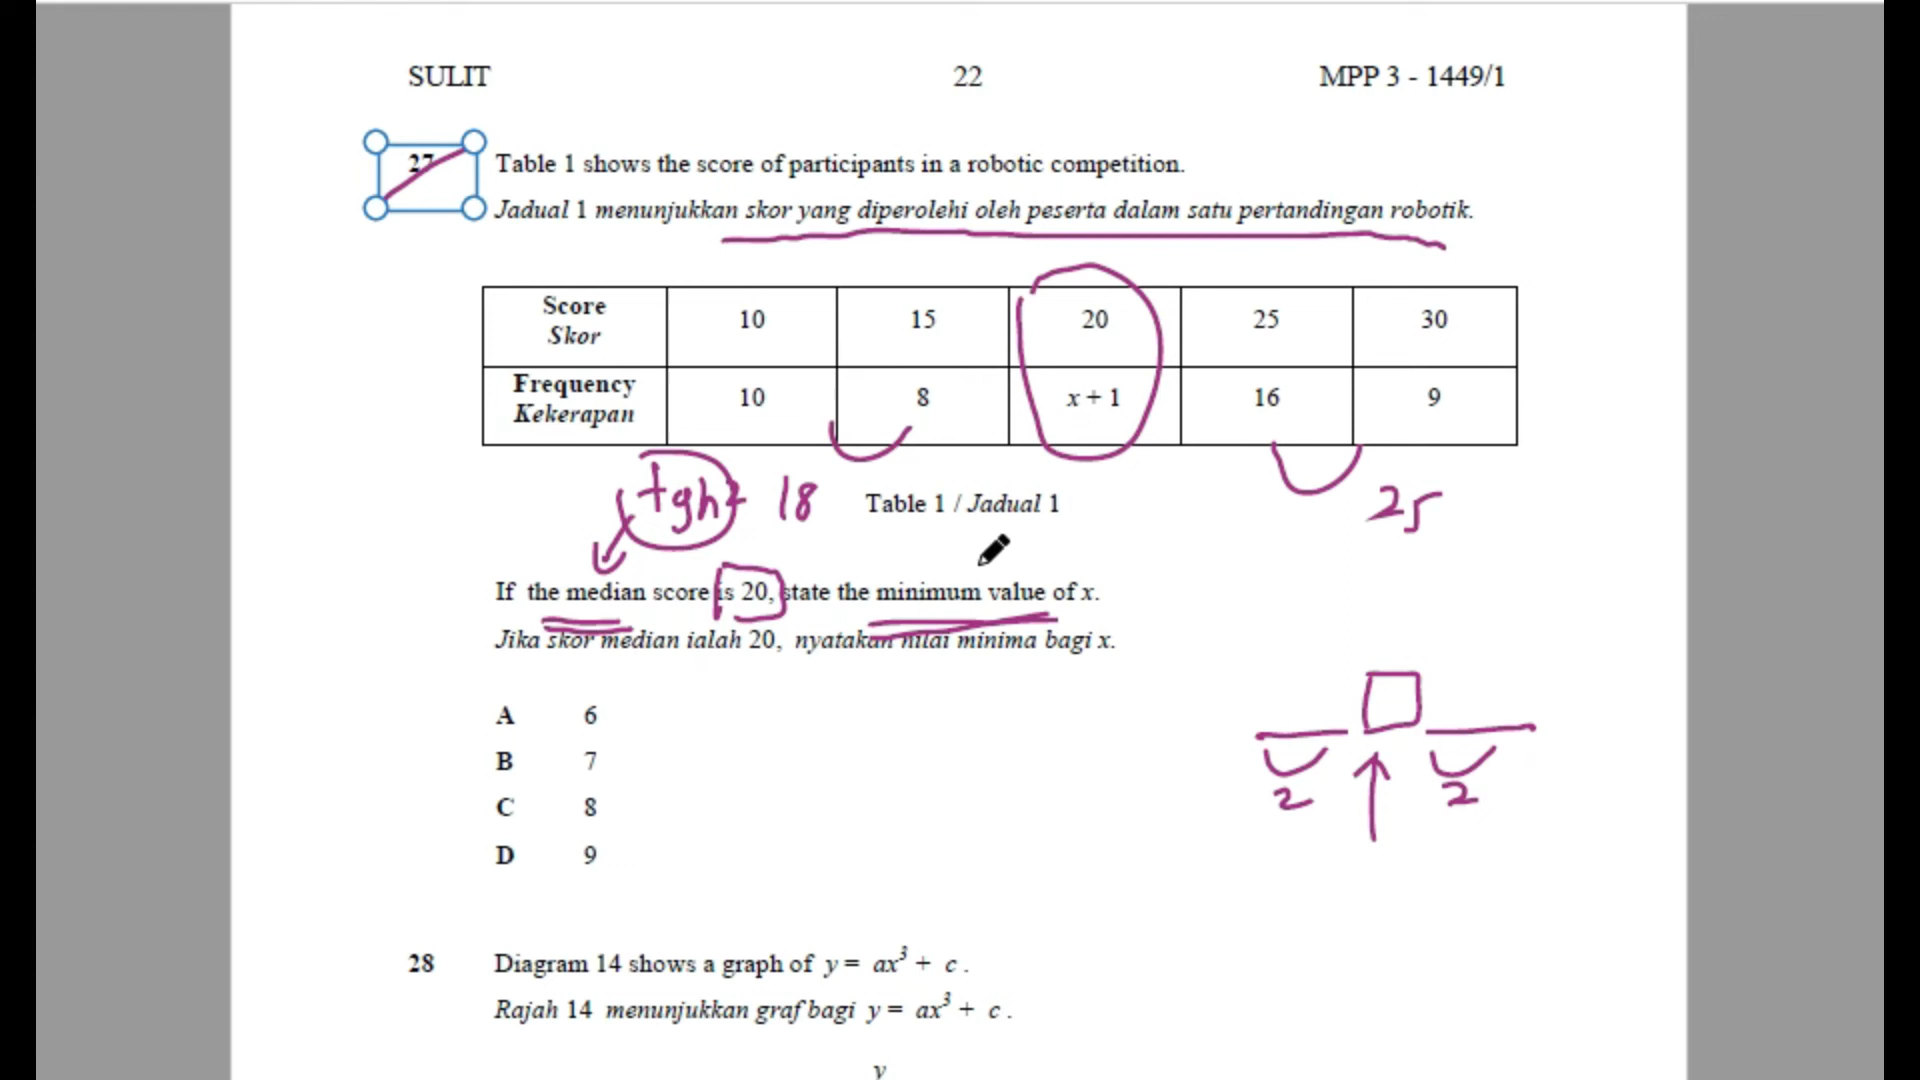 SULIT 22 MPP 3 - 1449/1
27 Table 1 shows the score of participants in a robotic competition.
Jadual 1 menunjukkan skor yang diperolehi oleh peserta dalam satu pertandingan robotik.
Score
Skor
10 15 20 25 30
Frequency
Kekerapan
10 8 x + 1 16 9
tgh² 18
Table 1 / Jadual 1
25
If the median score is 20, state the minimum value of x.
Jika skor median ialah 20, nyatakan nilai minima bagi x.
A 6
B 7
C 8
D 9
2 2
28 Diagram 14 shows a graph of y = ax³ + c .
Rajah 14 menunjukkan graf bagi y = ax³ + c .
y